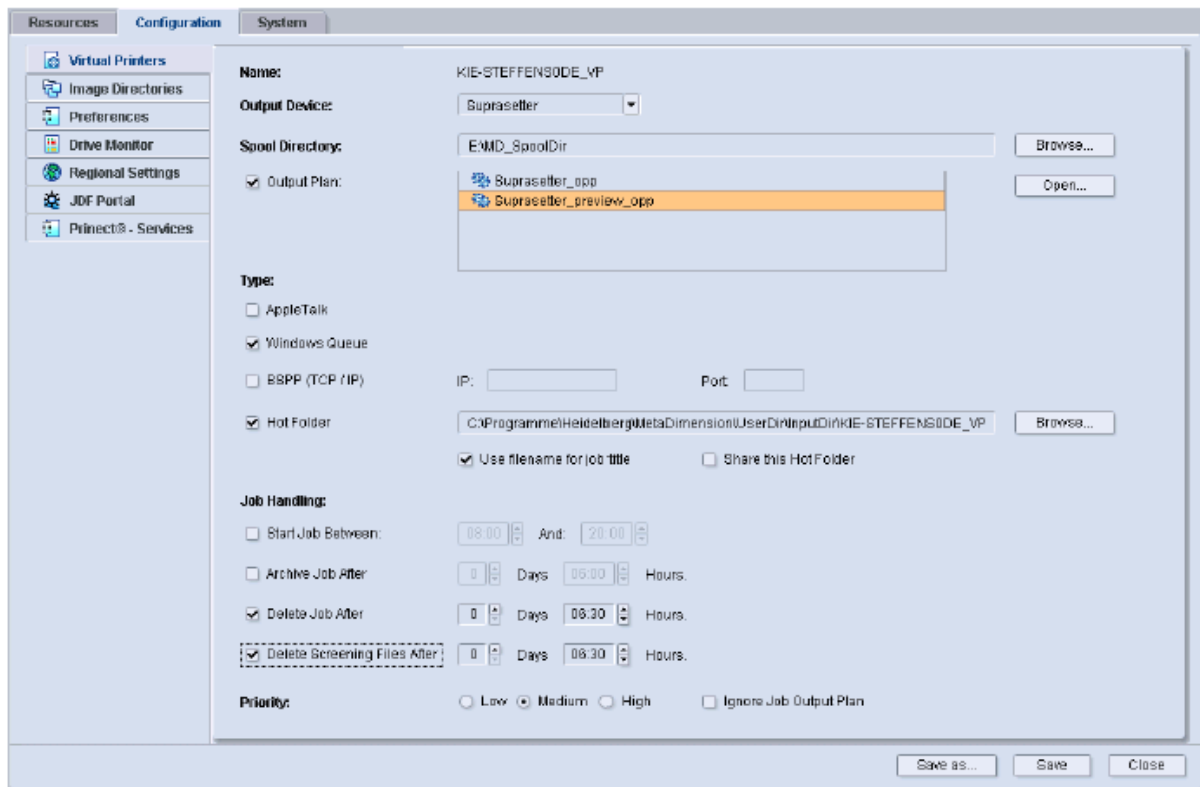 Resources Configuration System
Virtual Printers
Image Directories
Preferences
Drive Monitor
Regional Settings
JDF Portal
Prinect® - Services
Name: KIE-STEFFENS0DE_VP
Output Device: Suprasetter
Spool Directory: E:\MD_SpoolDir Browse...
Output Plan: Suprasetter_opp Open...
Suprasetter_preview_opp
Type:
AppleTalk
Windows Queue
BSPP (TCP / IP) IP: Port:
Hot Folder C:\Programme\Heidelberg\MetaDimension\UserDir\InputDir\KIE-STEFFENS0DE_VP Browse...
Use filename for job title Share this Hot Folder
Job Handling:
Start Job Between: 08:00 And: 20:00
Archive Job After 0 Days 06:00 Hours.
Delete Job After 0 Days 06:30 Hours.
Delete Screening Files After 0 Days 06:30 Hours.
Priority: Low Medium High Ignore Job Output Plan
Save as... Save Close